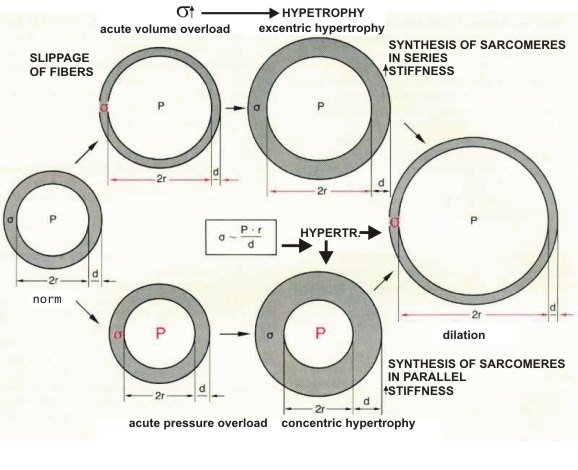 σ↑ → HYPETROPHY
acute volume overload
excentric hypertrophy
SLIPPAGE
OF FIBERS
SYNTHESIS OF SARCOMERES
IN SERIES
↑STIFFNESS
σ
P
2r
d
σ
P
2r
d
σ
P
2r
d
norm
σ ~ P · r
d
HYPERTR.
σ
P
2r
d
dilation
σ
P
2r
d
acute pressure overload
σ
P
2r
d
concentric hypertrophy
SYNTHESIS OF SARCOMERES
IN PARALLEL
↑STIFFNESS